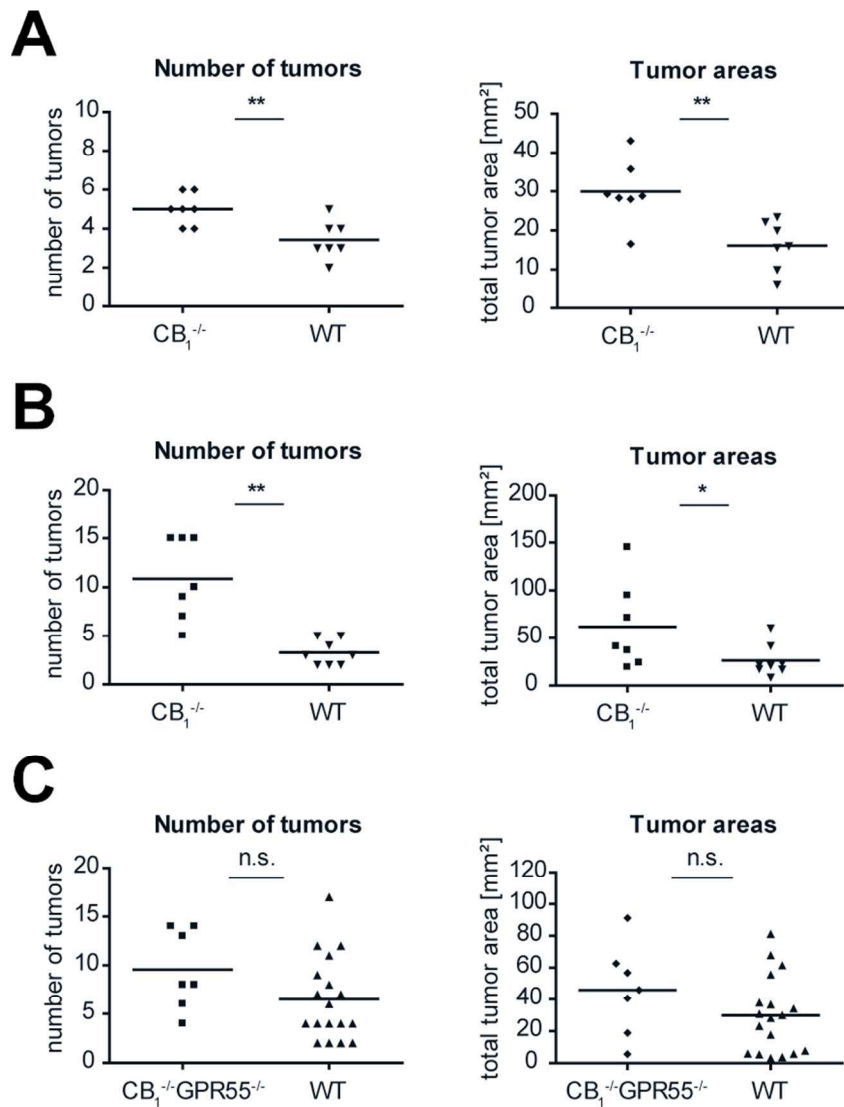 A
Number of tumors
**
number of tumors
10
8
6
4
2
0
CB₁⁻/⁻
WT
Tumor areas
**
total tumor area [mm²]
50
40
30
20
10
0
CB₁⁻/⁻
WT
B
Number of tumors
**
number of tumors
20
15
10
5
0
CB₁⁻/⁻
WT
Tumor areas
*
total tumor area [mm²]
200
150
100
50
0
CB₁⁻/⁻
WT
C
Number of tumors
n.s.
number of tumors
20
15
10
5
0
CB₁⁻/⁻GPR55⁻/⁻
WT
Tumor areas
n.s.
total tumor area [mm²]
120
100
80
60
40
20
0
CB₁⁻/⁻GPR55⁻/⁻
WT